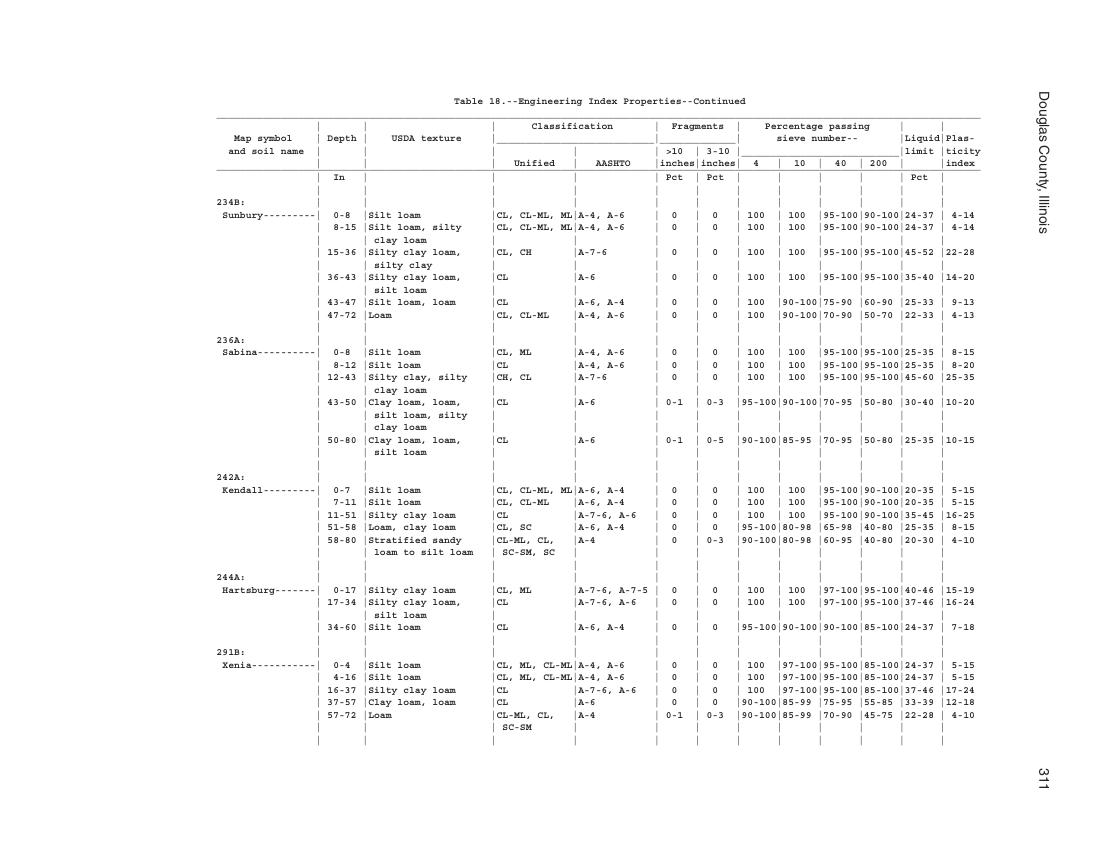 Table 18.--Engineering Index Properties--Continued
Classification Fragments Percentage passing
Map symbol Depth USDA texture sieve number-- Liquid Plas-
and soil name >10 3-10 limit ticity
Unified AASHTO inches inches 4 10 40 200 index
In Pct Pct Pct
234B:
Sunbury--------- 0-8 Silt loam CL, CL-ML, ML A-4, A-6 0 0 100 100 95-100 90-100 24-37 4-14
8-15 Silt loam, silty CL, CL-ML, ML A-4, A-6 0 0 100 100 95-100 90-100 24-37 4-14
clay loam
15-36 Silty clay loam, CL, CH A-7-6 0 0 100 100 95-100 95-100 45-52 22-28
silty clay
36-43 Silty clay loam, CL A-6 0 0 100 100 95-100 95-100 35-40 14-20
silt loam
43-47 Silt loam, loam CL A-6, A-4 0 0 100 90-100 75-90 60-90 25-33 9-13
47-72 Loam CL, CL-ML A-4, A-6 0 0 100 90-100 70-90 50-70 22-33 4-13
236A:
Sabina---------- 0-8 Silt loam CL, ML A-4, A-6 0 0 100 100 95-100 95-100 25-35 8-15
8-12 Silt loam CL A-4, A-6 0 0 100 100 95-100 95-100 25-35 8-20
12-43 Silty clay, silty CH, CL A-7-6 0 0 100 100 95-100 95-100 45-60 25-35
clay loam
43-50 Clay loam, loam, CL A-6 0-1 0-3 95-100 90-100 70-95 50-80 30-40 10-20
silt loam, silty
clay loam
50-80 Clay loam, loam, CL A-6 0-1 0-5 90-100 85-95 70-95 50-80 25-35 10-15
silt loam
242A:
Kendall--------- 0-7 Silt loam CL, CL-ML, ML A-6, A-4 0 0 100 100 95-100 90-100 20-35 5-15
7-11 Silt loam CL, CL-ML A-6, A-4 0 0 100 100 95-100 90-100 20-35 5-15
11-51 Silty clay loam CL A-7-6, A-6 0 0 100 100 95-100 90-100 35-45 16-25
51-58 Loam, clay loam CL, SC A-6, A-4 0 0 95-100 80-98 65-98 40-80 25-35 8-15
58-80 Stratified sandy CL-ML, CL, A-4 0 0-3 90-100 80-98 60-95 40-80 20-30 4-10
loam to silt loam SC-SM, SC
244A:
Hartsburg------- 0-17 Silty clay loam CL, ML A-7-6, A-7-5 0 0 100 100 97-100 95-100 40-46 15-19
17-34 Silty clay loam, CL A-7-6, A-6 0 0 100 100 97-100 95-100 37-46 16-24
silt loam
34-60 Silt loam CL A-6, A-4 0 0 95-100 90-100 90-100 85-100 24-37 7-18
291B:
Xenia----------- 0-4 Silt loam CL, ML, CL-ML A-4, A-6 0 0 100 97-100 95-100 85-100 24-37 5-15
4-16 Silt loam CL, ML, CL-ML A-4, A-6 0 0 100 97-100 95-100 85-100 24-37 5-15
16-37 Silty clay loam CL A-7-6, A-6 0 0 100 97-100 95-100 85-100 37-46 17-24
37-57 Clay loam, loam CL A-6 0 0 90-100 85-99 75-95 55-85 33-39 12-18
57-72 Loam CL-ML, CL, A-4 0-1 0-3 90-100 85-99 70-90 45-75 22-28 4-10
SC-SM
Douglas County, Illinois
311